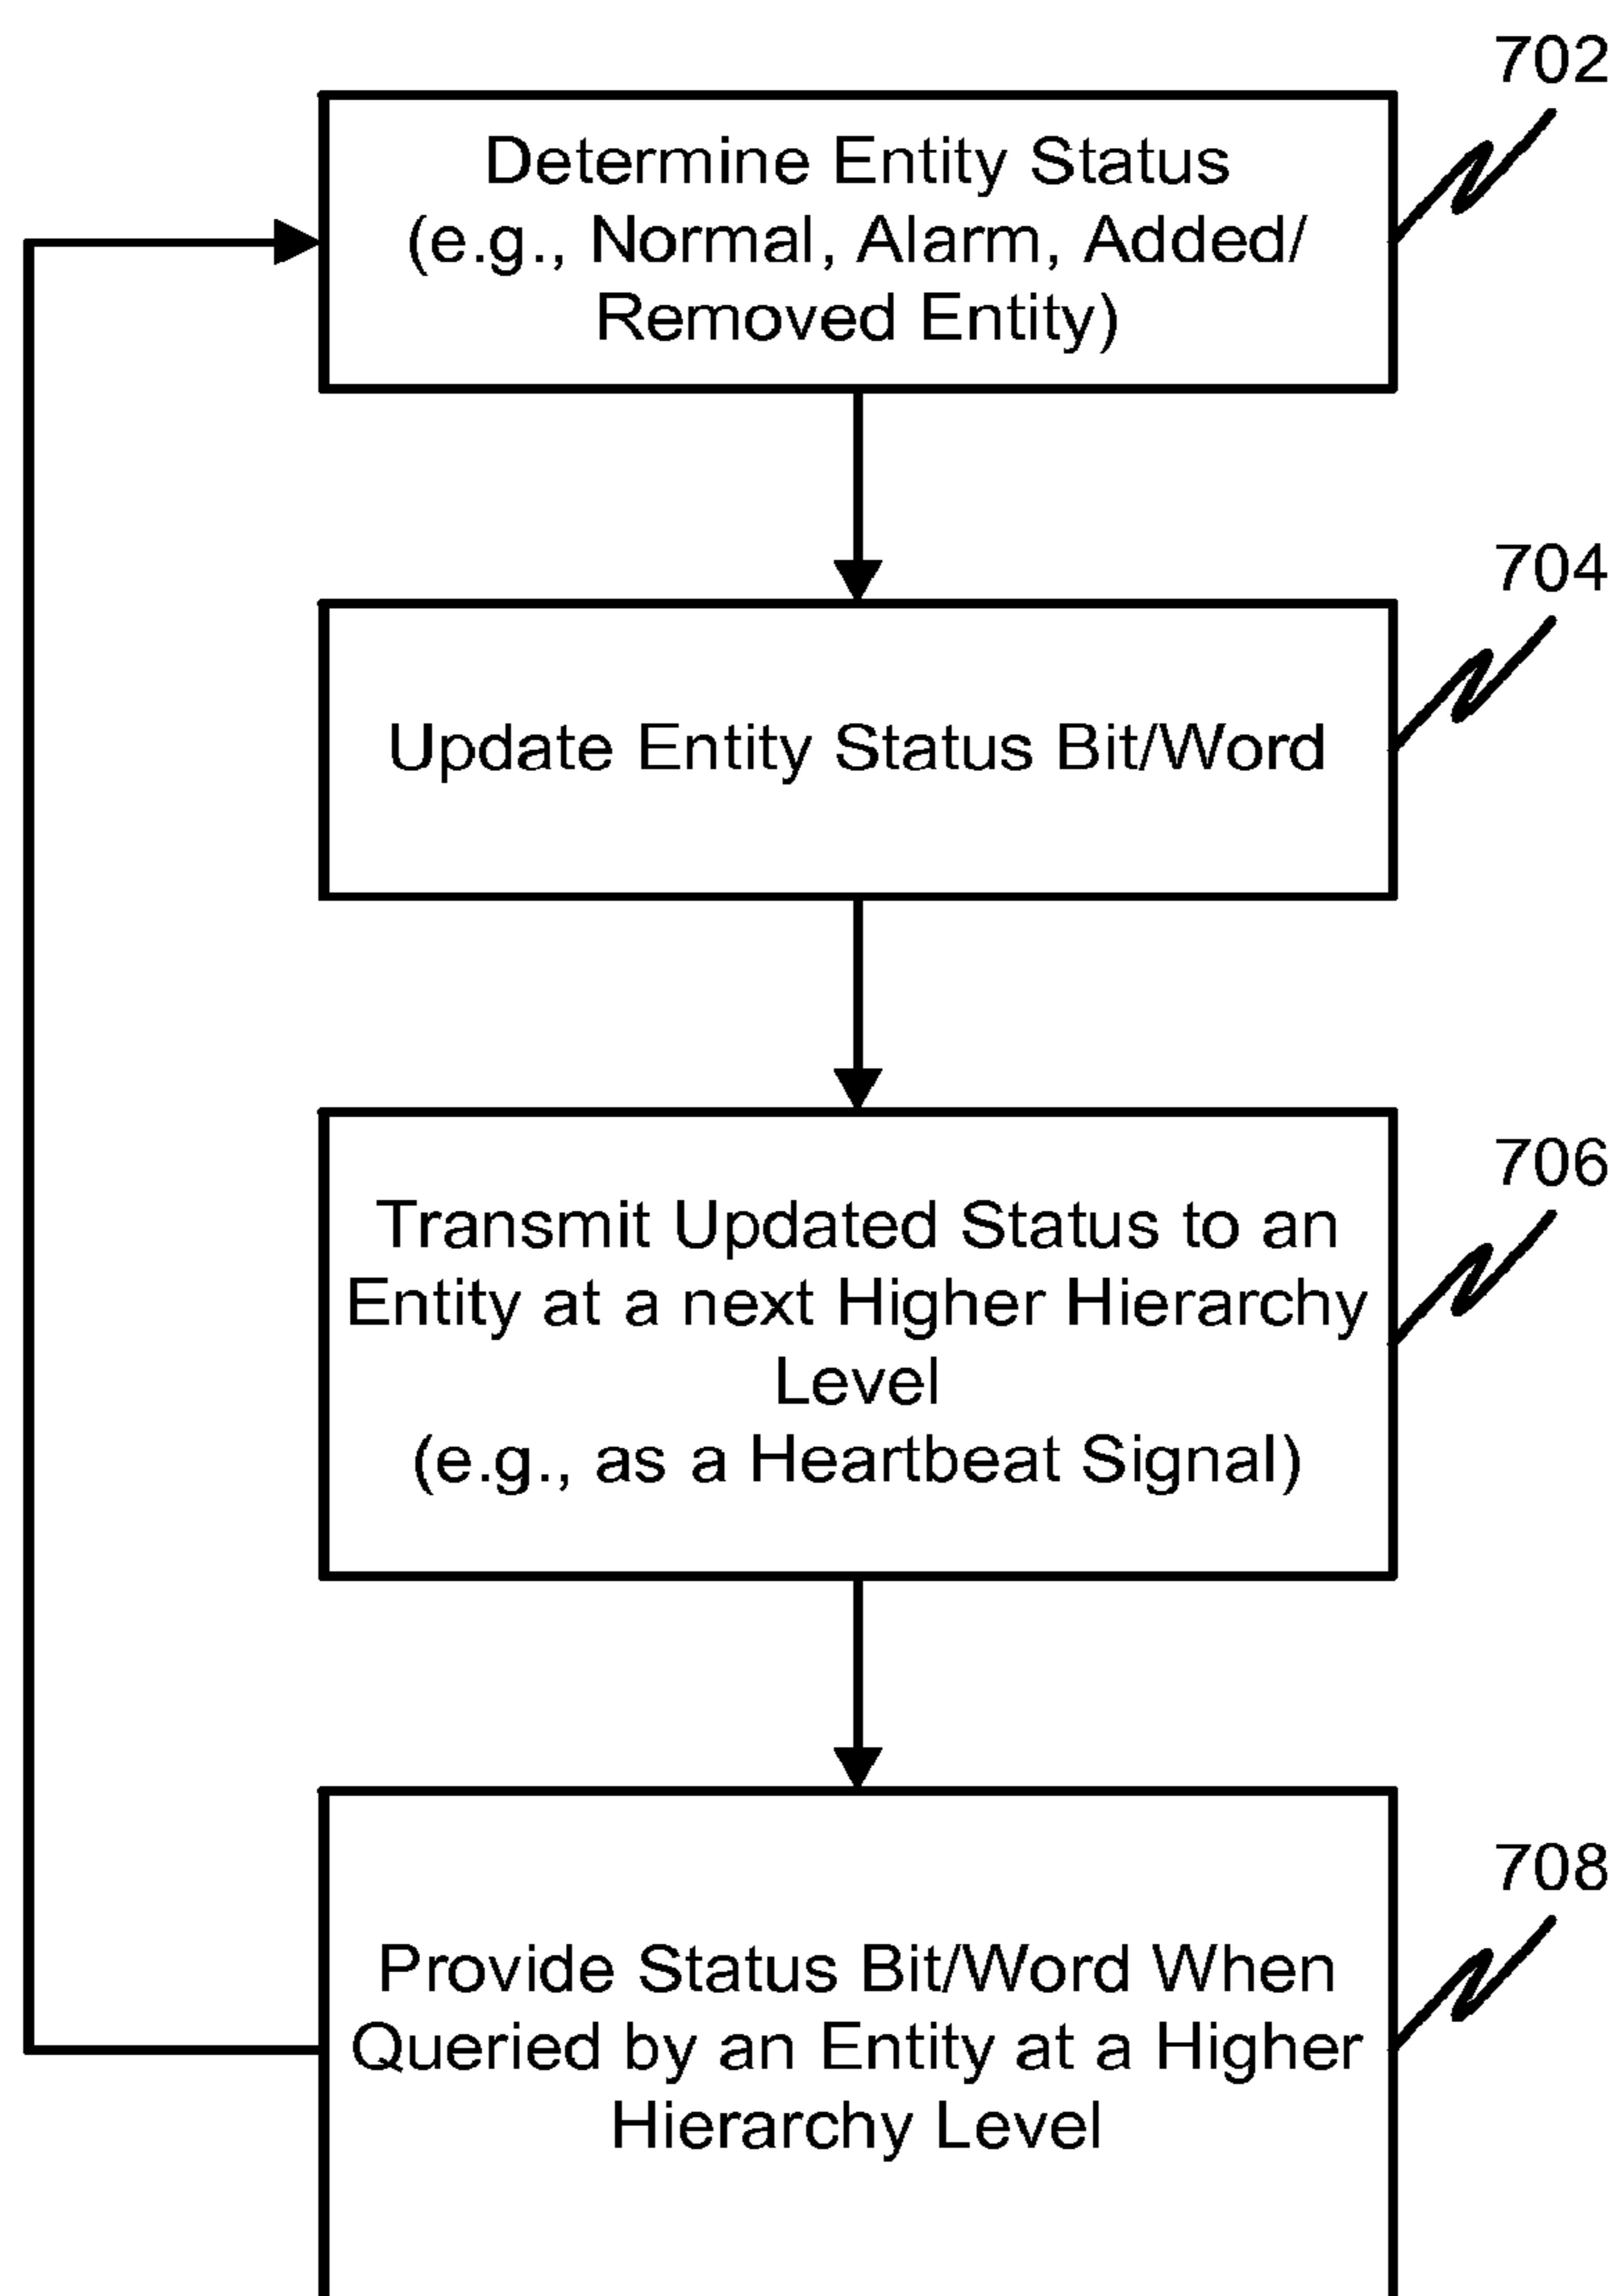 702
Determine Entity Status
(e.g., Normal, Alarm, Added/
Removed Entity)
704
Update Entity Status Bit/Word
706
Transmit Updated Status to an
Entity at a next Higher Hierarchy
Level
(e.g., as a Heartbeat Signal)
708
Provide Status Bit/Word When
Queried by an Entity at a Higher
Hierarchy Level